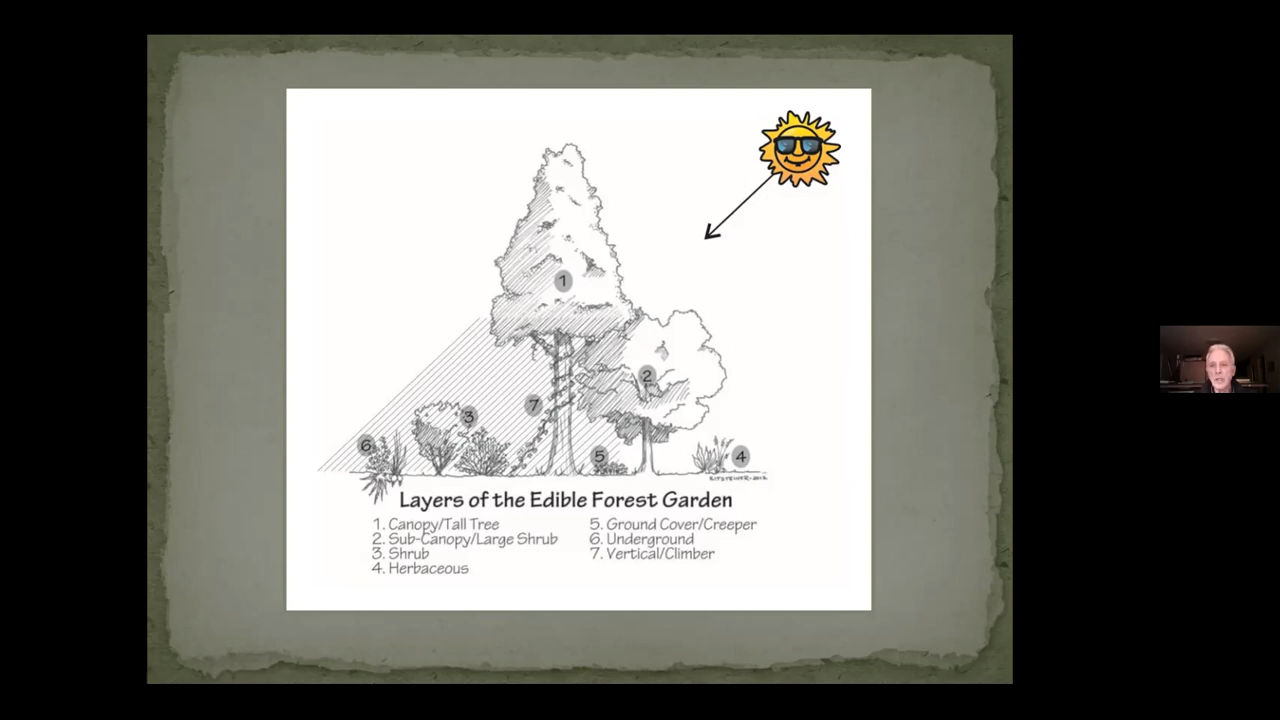 1
2
7
3
6
5
4
Layers of the Edible Forest Garden
1. Canopy/Tall Tree
2. Sub-Canopy/Large Shrub
3. Shrub
4. Herbaceous
5. Ground Cover/Creeper
6. Underground
7. Vertical/Climber